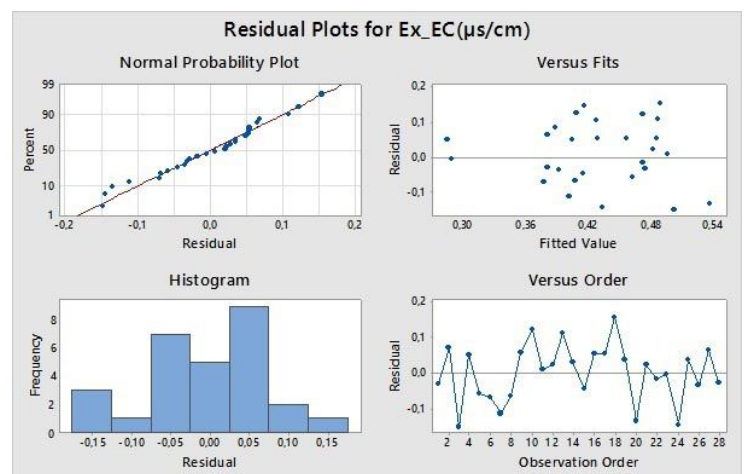 Residual Plots for Ex_EC(µs/cm)
Normal Probability Plot
Versus Fits
99
90
50
10
1
Percent
-0,2
-0,1
0,0
0,1
0,2
Residual
0,2
0,1
0,0
-0,1
Residual
0,30
0,36
0,42
0,48
0,54
Fitted Value
Histogram
Versus Order
8
6
4
2
0
Frequency
-0,15
-0,10
-0,05
0,00
0,05
0,10
0,15
Residual
0,2
0,1
0,0
-0,1
Residual
2 4 6 8 10 12 14 16 18 20 22 24 26 28
Observation Order